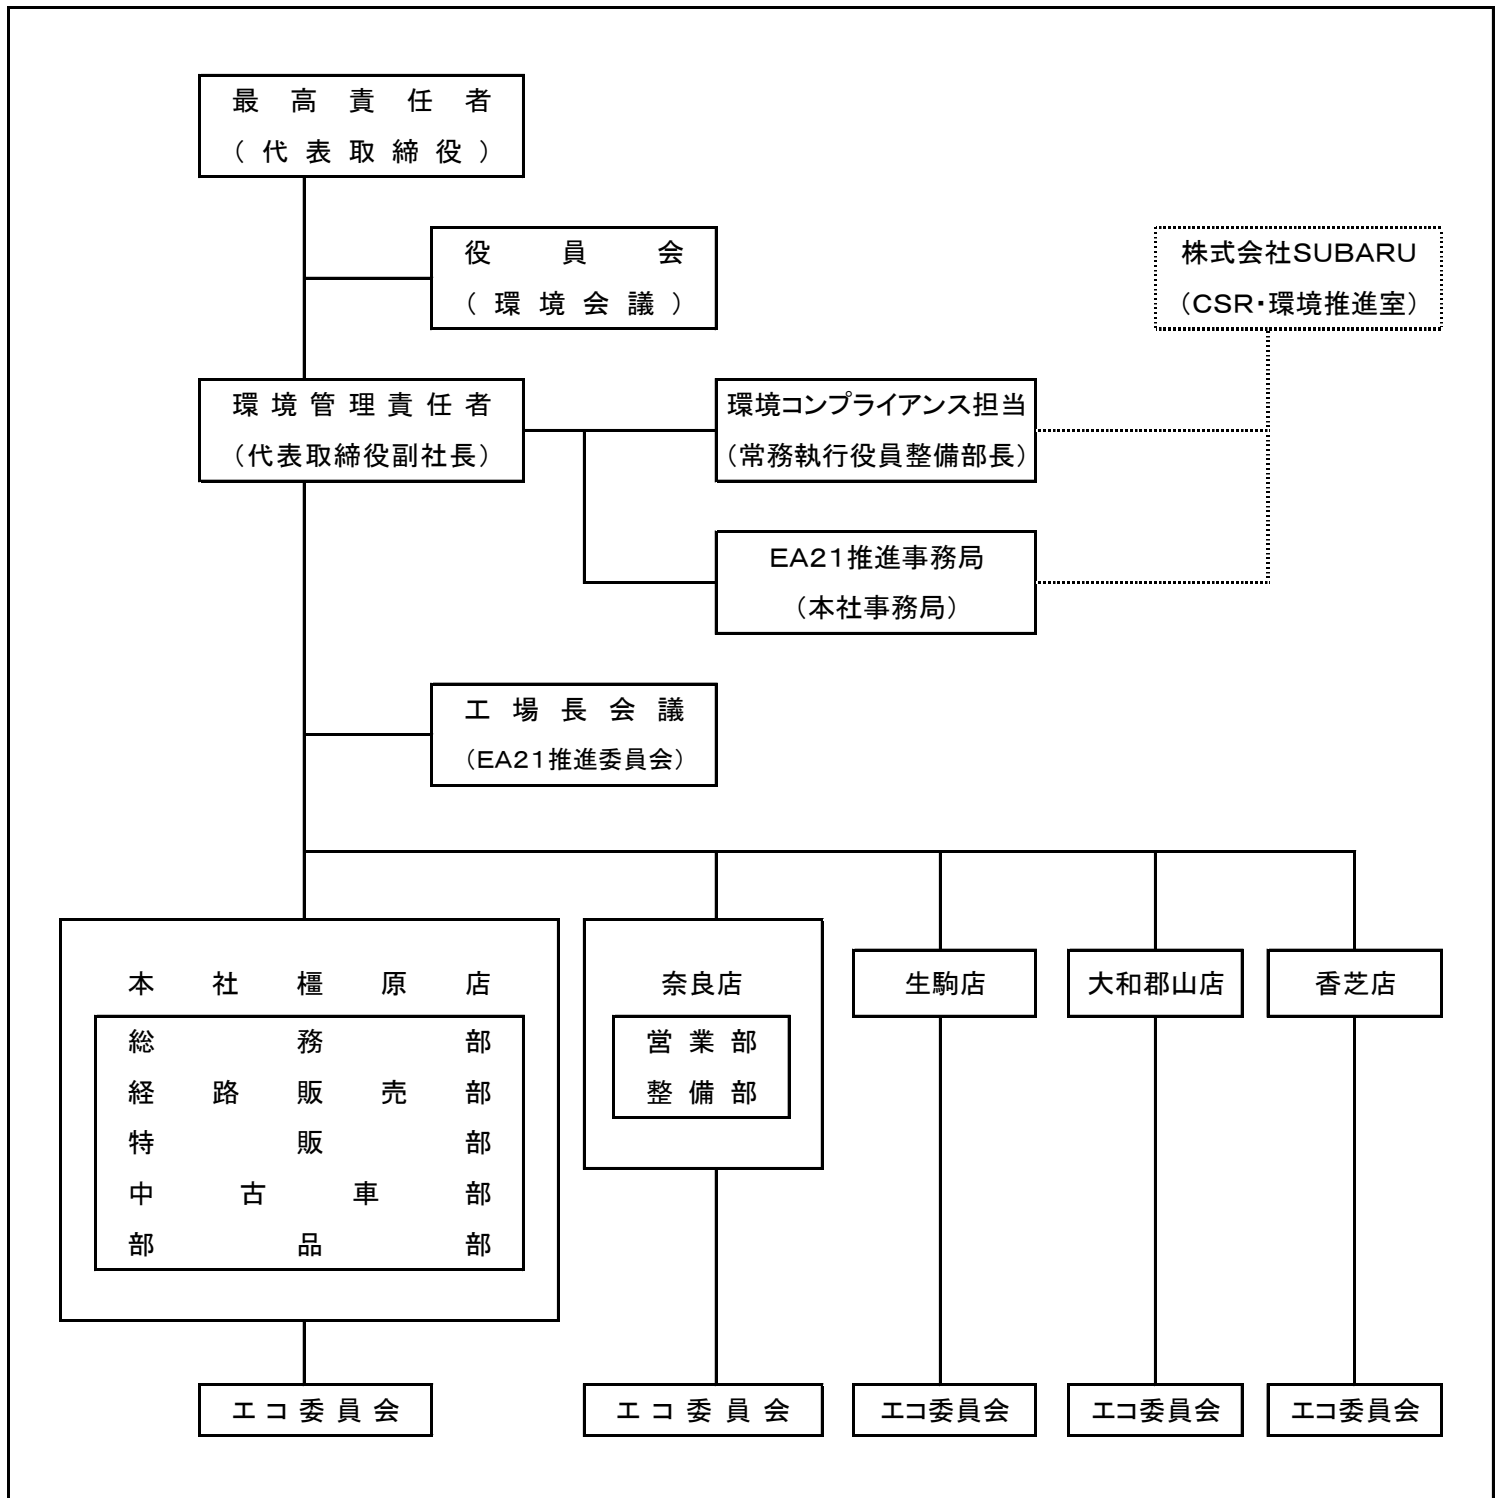 最高責任者
（代表取締役）
役員会
（環境会議）
株式会社SUBARU
（CSR・環境推進室）
環境管理責任者
（代表取締役副社長）
環境コンプライアンス担当
（常務執行役員整備部長）
EA21推進事務局
（本社事務局）
工場長会議
（EA21推進委員会）
本社橿原店
総務部
経路販売部
特販部
中古車部
部品部
奈良店
営業部
整備部
生駒店
大和郡山店
香芝店
エコ委員会
エコ委員会
エコ委員会
エコ委員会
エコ委員会